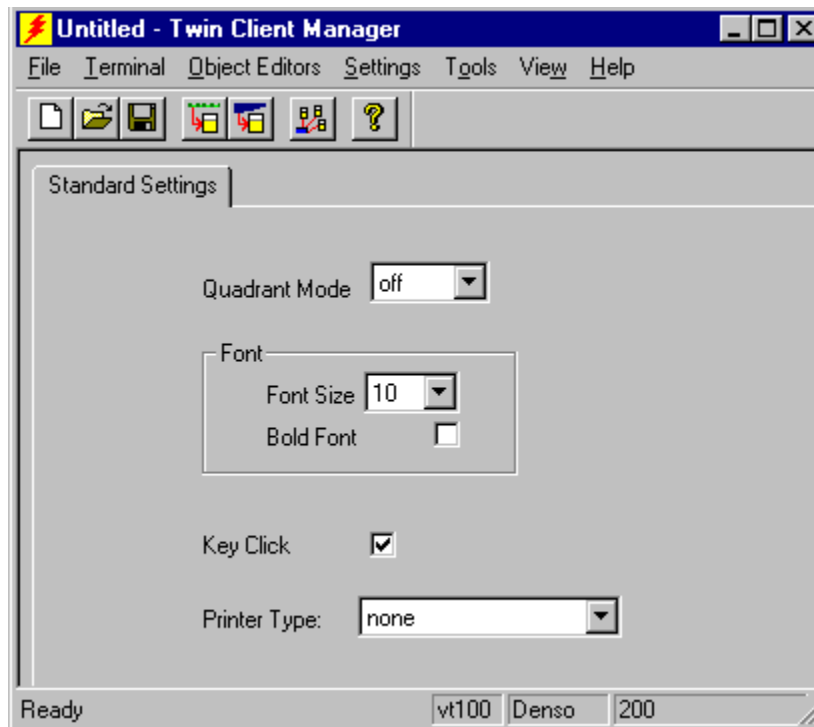 Untitled - Twin Client Manager
File Terminal Object Editors Settings Tools View Help
Standard Settings
Quadrant Mode off
Font
Font Size 10
Bold Font
Key Click
Printer Type: none
Ready vt100 Denso 200